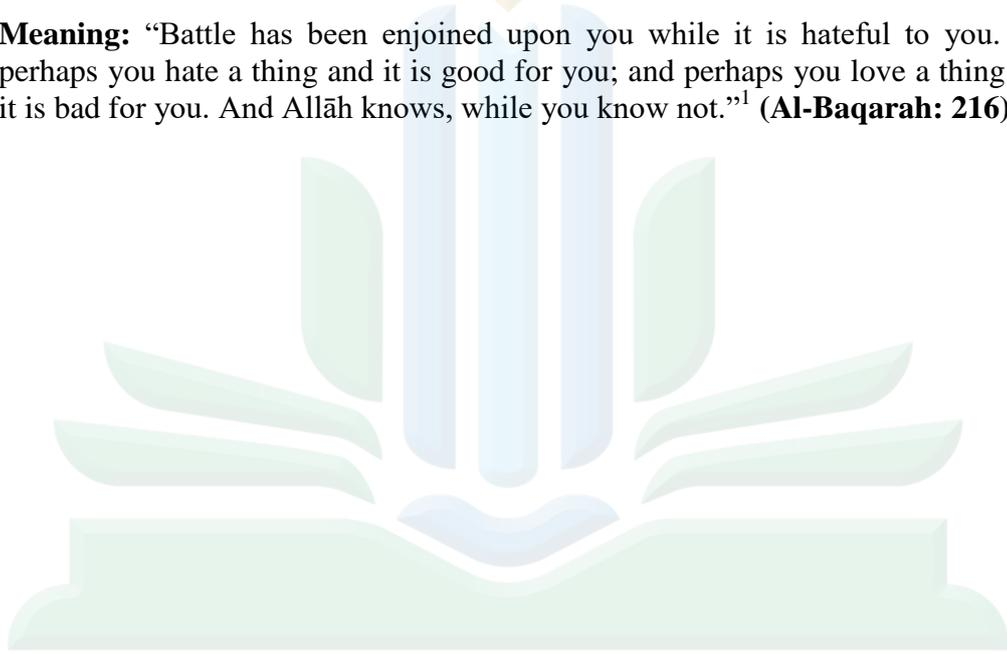 Meaning: “Battle has been enjoined upon you while it is hateful to you.
perhaps you hate a thing and it is good for you; and perhaps you love a thing
it is bad for you. And Allāh knows, while you know not.”1 (Al-Baqarah: 216)